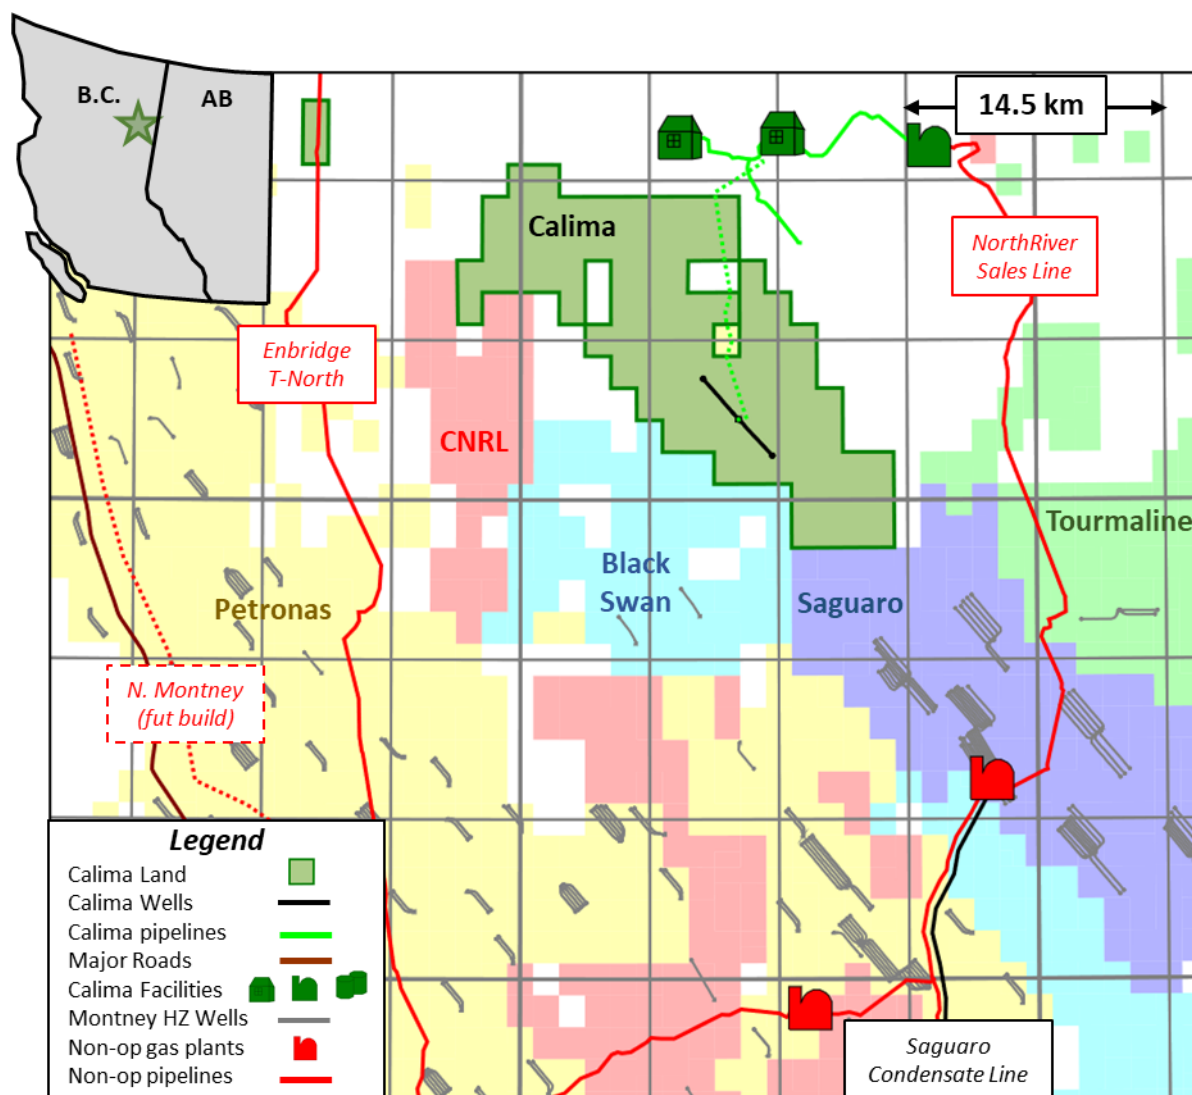 B.C.
AB
14.5 km
Calima
NorthRiver
Sales Line
Enbridge
T-North
CNRL
Tourmaline
Black
Swan
Saguaro
Petronas
N. Montney
(fut build)
Legend
Calima Land
Calima Wells
Calima pipelines
Major Roads
Calima Facilities
Montney HZ Wells
Non-op gas plants
Non-op pipelines
Saguaro
Condensate Line